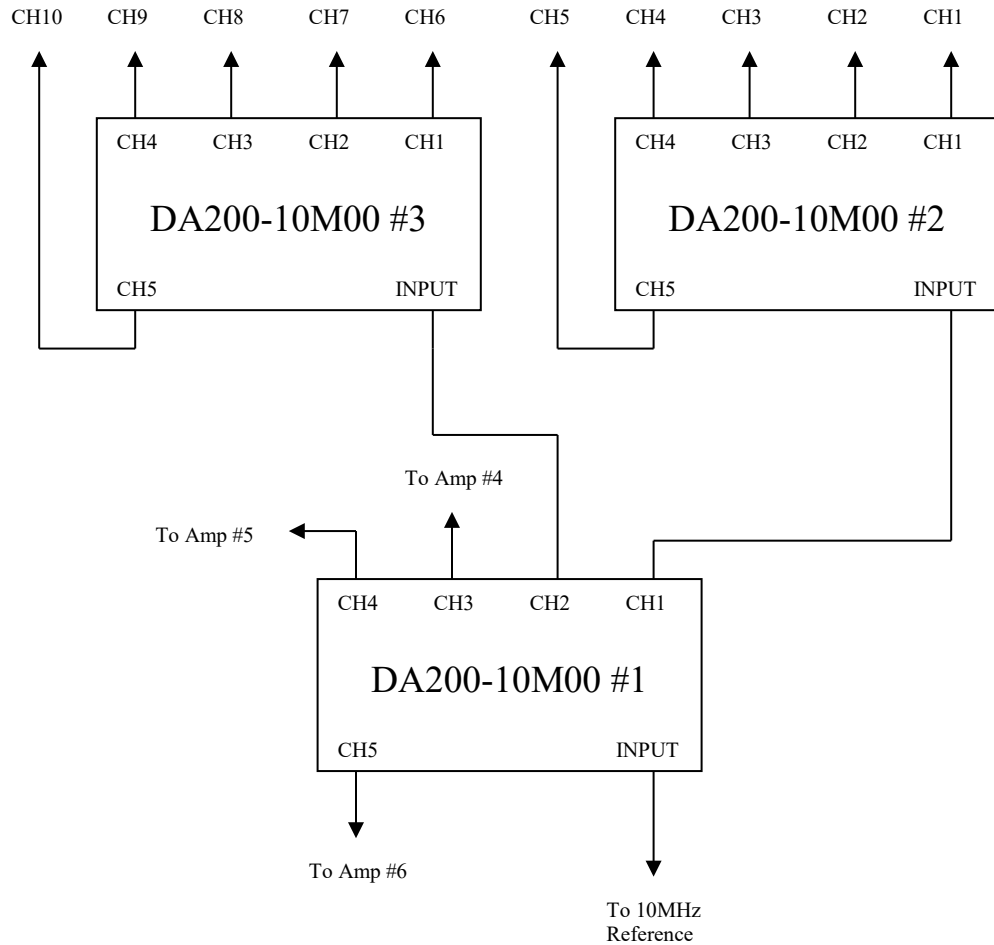 CH10 CH9 CH8 CH7 CH6 CH5 CH4 CH3 CH2 CH1
CH4 CH3 CH2 CH1 CH4 CH3 CH2 CH1
DA200-10M00 #3 DA200-10M00 #2
CH5 INPUT CH5 INPUT
To Amp #4
To Amp #5
CH4 CH3 CH2 CH1
DA200-10M00 #1
CH5 INPUT
To Amp #6
To 10MHz
Reference